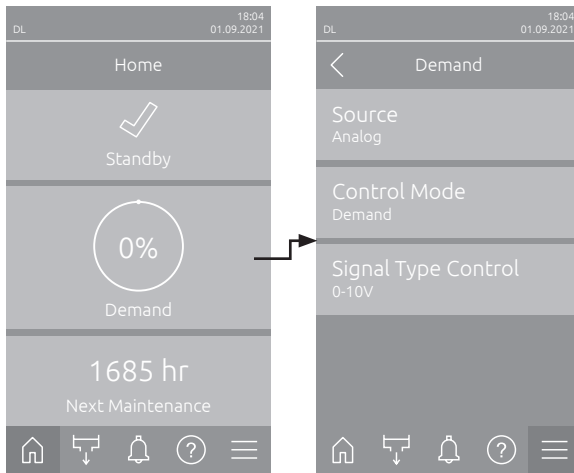 18:04
DL 01.09.2021
Home
Standby
0%
Demand
1685 hr
Next Maintenance
?
18:04
DL 01.09.2021
Demand
Source
Analog
Control Mode
Demand
Signal Type Control
0-10V
?